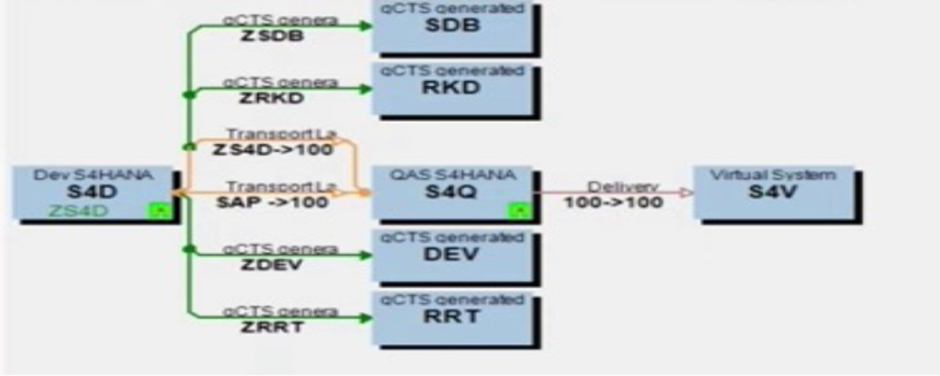 gCTS genera
ZSDB
gCTS generated
SDB
gCTS genera
ZRKD
gCTS generated
RKD
Transport La
ZS4D->100
Dev S4HANA
S4D
ZS4D
Transport La
SAP ->100
QAS S4HANA
S4Q
Delivery
100->100
Virtual System
S4V
gCTS genera
ZDEV
gCTS generated
DEV
gCTS genera
ZRRT
gCTS generated
RRT